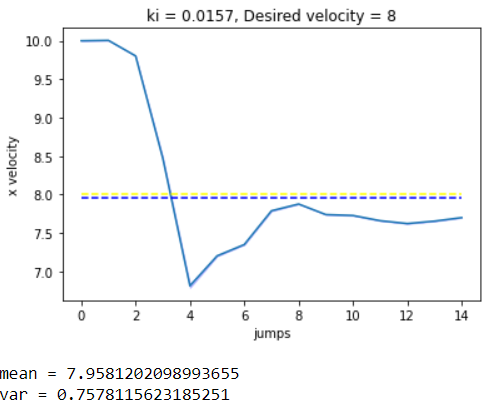 ki = 0.0157, Desired velocity = 8
10.0
9.5
9.0
8.5
8.0
7.5
7.0
x velocity
0 2 4 6 8 10 12 14
jumps
mean = 7.9581202098993655
var = 0.7578115623185251